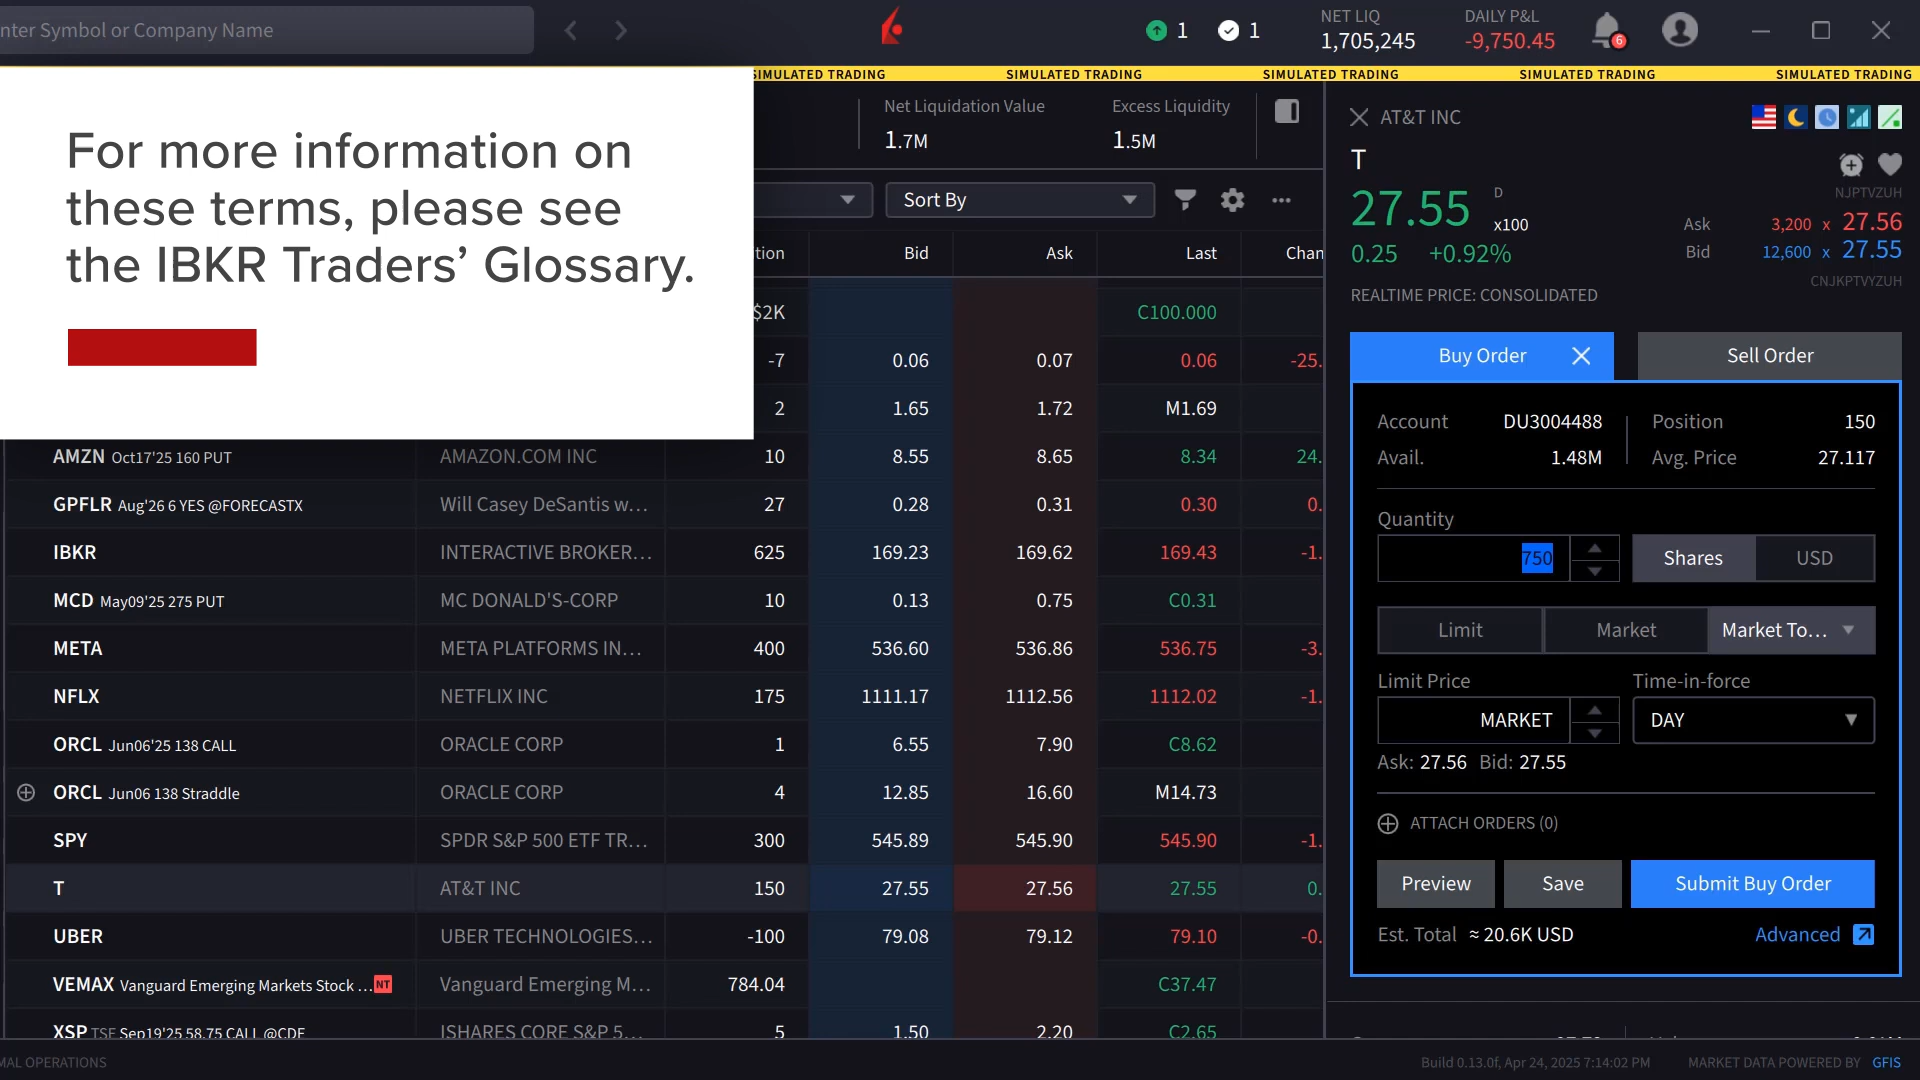 nter Symbol or Company Name
1
1
NET LIQ
1,705,245
DAILY P&L
-9,750.45
6
SIMULATED TRADING SIMULATED TRADING SIMULATED TRADING SIMULATED TRADING SIMULATED TRADING
For more information on
these terms, please see
the IBKR Traders’ Glossary.
Net Liquidation Value
1.7M
Excess Liquidity
1.5M
Sort By
tion Bid Ask Last Chan
$2K C100.000
-7 0.06 0.07 0.06 -25.
2 1.65 1.72 M1.69
AMZN Oct17'25 160 PUT AMAZON.COM INC 10 8.55 8.65 8.34 24.
GPFLR Aug'26 6 YES @FORECASTX Will Casey DeSantis w... 27 0.28 0.31 0.30 0.
IBKR INTERACTIVE BROKER... 625 169.23 169.62 169.43 -1.
MCD May09'25 275 PUT MC DONALD'S-CORP 10 0.13 0.75 C0.31
META META PLATFORMS IN... 400 536.60 536.86 536.75 -3.
NFLX NETFLIX INC 175 1111.17 1112.56 1112.02 -1.
ORCL Jun06'25 138 CALL ORACLE CORP 1 6.55 7.90 C8.62
ORCL Jun06 138 Straddle ORACLE CORP 4 12.85 16.60 M14.73
SPY SPDR S&P 500 ETF TR... 300 545.89 545.90 545.90 -1.
T AT&T INC 150 27.55 27.56 27.55 0.
UBER UBER TECHNOLOGIES... -100 79.08 79.12 79.10 -0.
VEMAX Vanguard Emerging Markets Stock ... NT Vanguard Emerging M... 784.04 C37.47
XSP TSE Sep19'25 58.75 CALL @CDE ISHARES CORE S&P 5... 5 1.50 2.20 C2.65
AT&T INC
T
27.55 D
x100
0.25 +0.92%
REALTIME PRICE: CONSOLIDATED
NJPTVZUH
Ask 3,200 x 27.56
Bid 12,600 x 27.55
CNJKPTVYZUH
Buy Order
Sell Order
Account DU3004488 Position 150
Avail. 1.48M Avg. Price 27.117
Quantity
750
Shares USD
Limit Market Market To...
Limit Price Time-in-force
MARKET DAY
Ask: 27.56 Bid: 27.55
ATTACH ORDERS (0)
Preview Save Submit Buy Order
Est. Total ≈ 20.6K USD Advanced
MAL OPERATIONS
Build 0.13.0f, Apr 24, 2025 7:14:02 PM
MARKET DATA POWERED BY GFIS